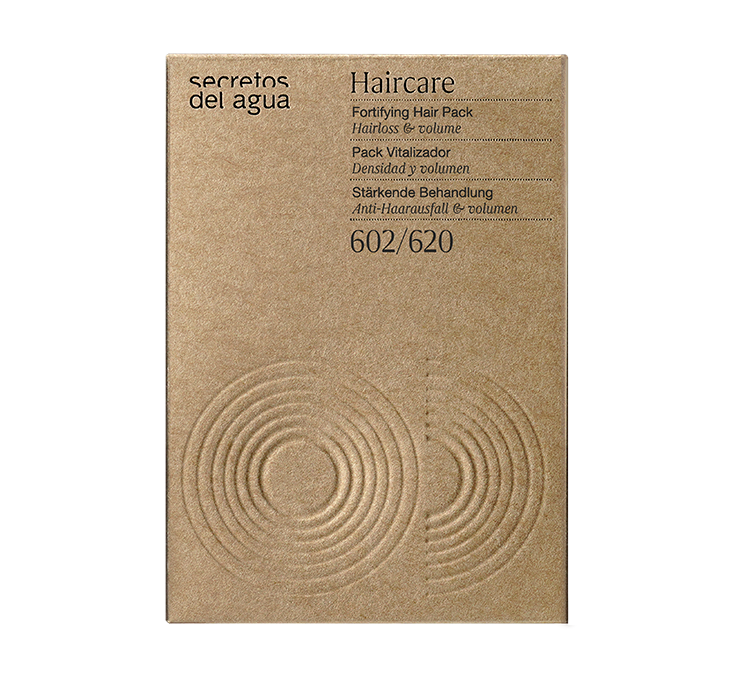 secretos
del agua
Haircare
Fortifying Hair Pack
Hairloss & volume
Pack Vitalizador
Densidad y volumen
Stärkende Behandlung
Anti-Haarausfall & volumen
602/620